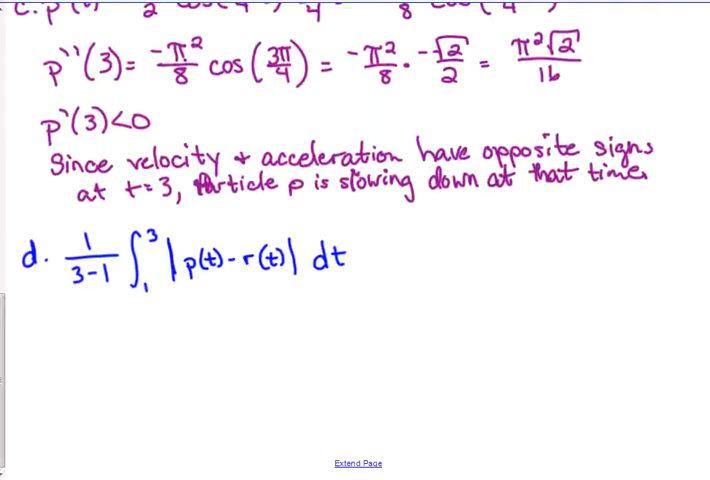 c. p
p``(3) = -π²/8 cos(3π/4) = -π²/8 · -√2/2 = π²√2/16
p`(3)<0
Since velocity + acceleration have opposite signs
at t=3, Particle p is slowing down at that time.
d. 1/(3-1) ∫₁³ |p(t) - r(t)| dt
Extend Page